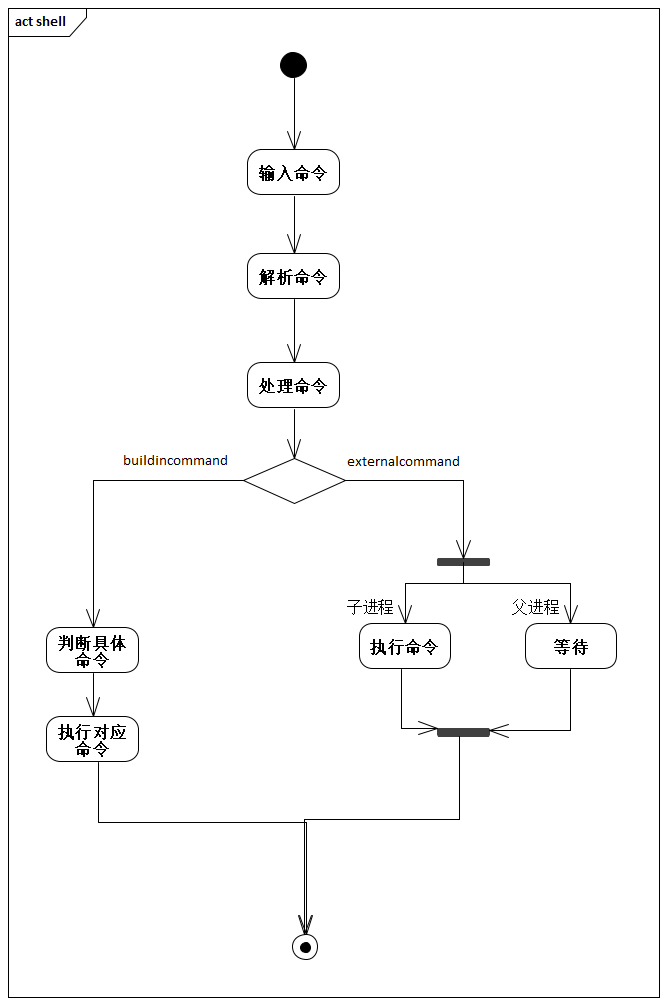 act shell
输入命令
解析命令
处理命令
buildincommand
externalcommand
子进程
父进程
判断具体
命令
执行命令
等待
执行对应
命令